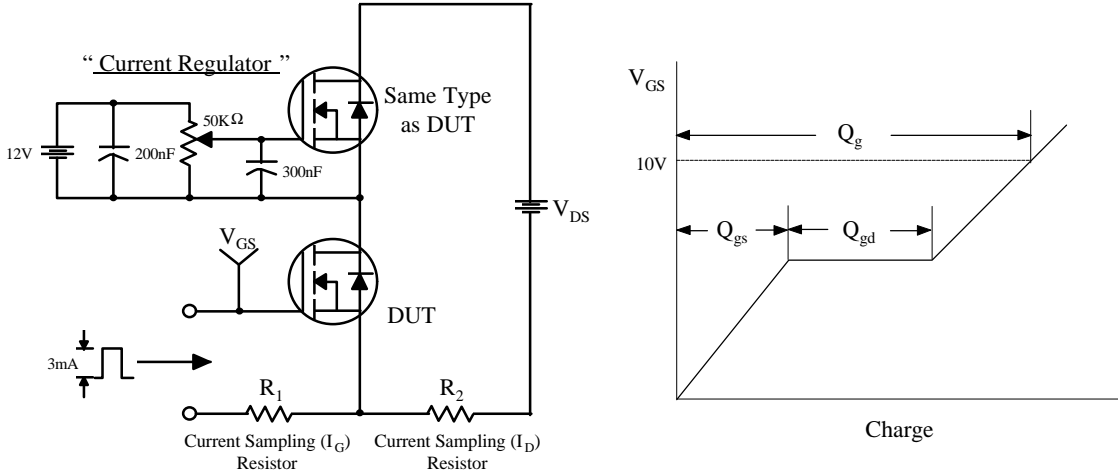 “ Current Regulator ”
50KΩ
12V
200nF
300nF
Same Type
as DUT
V_GS
V_DS
DUT
3mA
R_1
R_2
Current Sampling (I_G)
Resistor
Current Sampling (I_D)
Resistor
V_GS
Q_g
10V
Q_gs
Q_gd
Charge